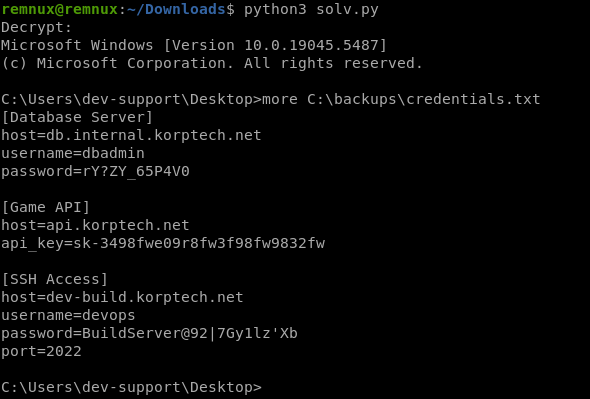 remnux@remnux:~/Downloads$ python3 solv.py
Decrypt:
Microsoft Windows [Version 10.0.19045.5487]
(c) Microsoft Corporation. All rights reserved.

C:\Users\dev-support\Desktop>more C:\backups\credentials.txt
[Database Server]
host=db.internal.korptech.net
username=dbadmin
password=rY?ZY_65P4V0

[Game API]
host=api.korptech.net
api_key=sk-3498fwe09r8fw3f98fw9832fw

[SSH Access]
host=dev-build.korptech.net
username=devops
password=BuildServer@92|7Gy1lz'Xb
port=2022

C:\Users\dev-support\Desktop>